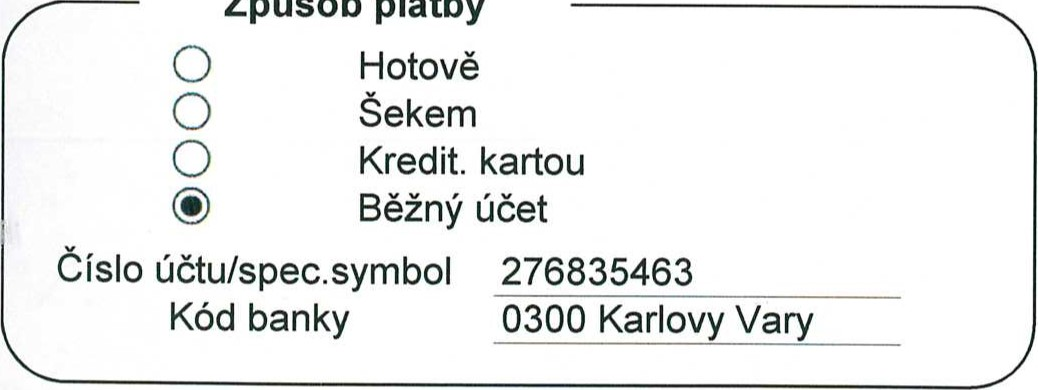 Způsob platby
Hotově
Šekem
Kredit. kartou
Běžný účet
Číslo účtu/spec.symbol 276835463
Kód banky 0300 Karlovy Vary